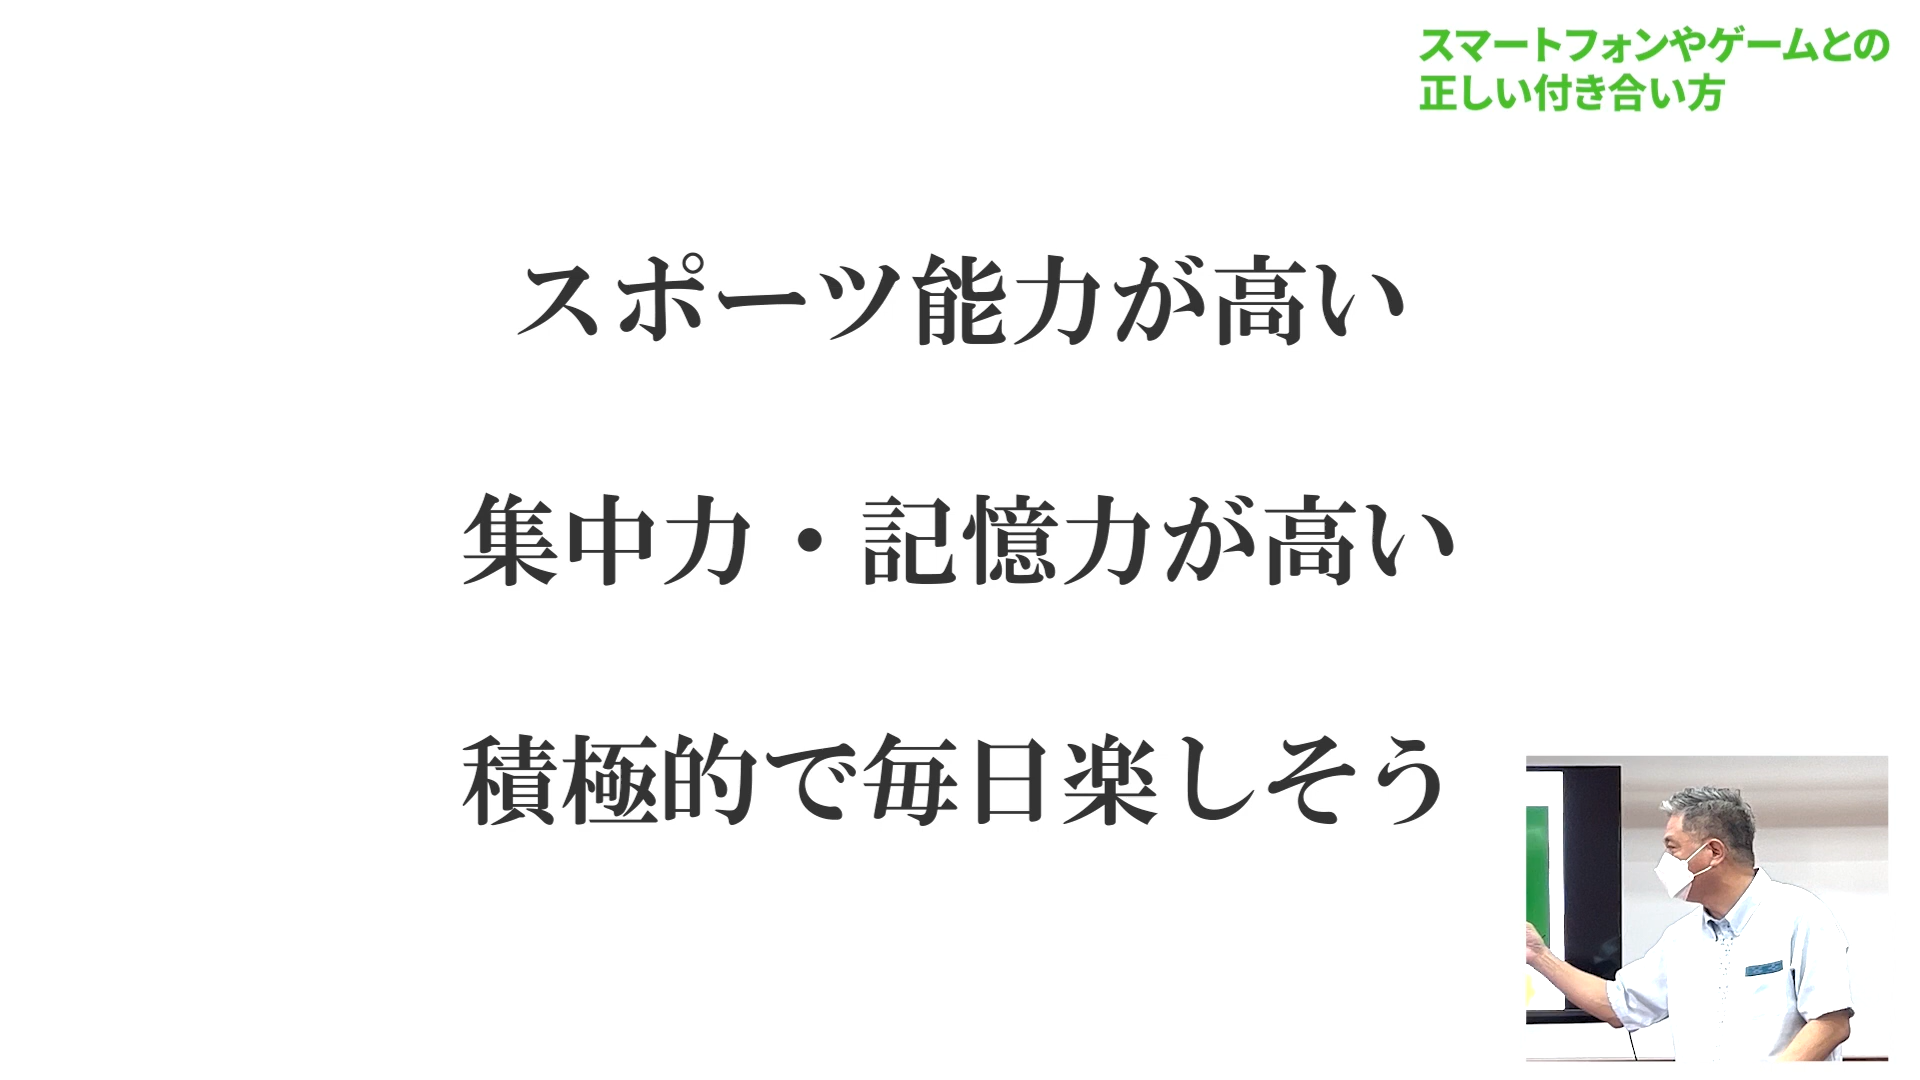 スマートフォンやゲームとの
正しい付き合い方
スポーツ能力が高い
集中力・記憶力が高い
積極的で毎日楽しそう